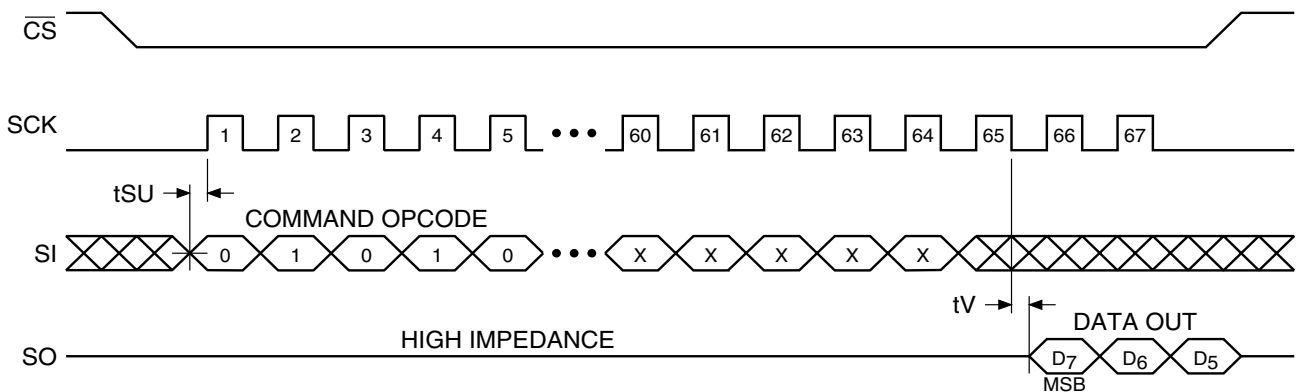 CS
SCK 1 2 3 4 5 ••• 60 61 62 63 64 65 66 67
tSU
COMMAND OPCODE
SI 0 1 0 1 0 ••• X X X X X
tV
DATA OUT
HIGH IMPEDANCE
SO D7 D6 D5
MSB